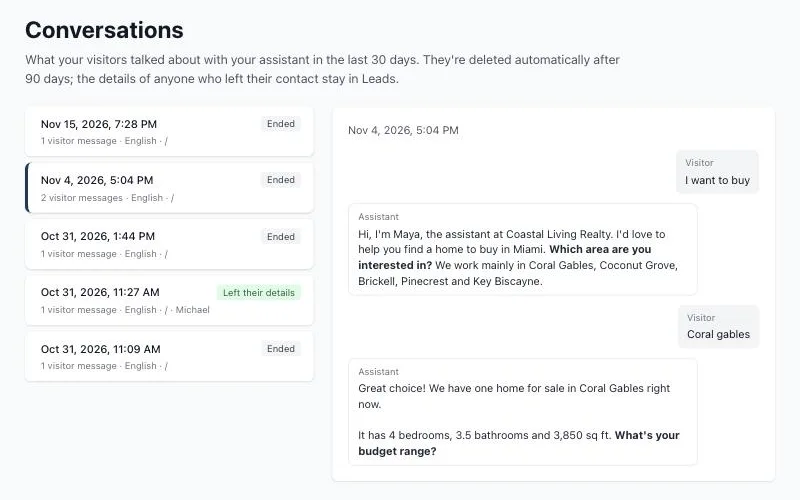 Conversations
What your visitors talked about with your assistant in the last 30 days. They're deleted automatically after
90 days; the details of anyone who left their contact stay in Leads.
Nov 15, 2026, 7:28 PM
Ended
1 visitor message · English · /
Nov 4, 2026, 5:04 PM
Ended
2 visitor messages · English · /
Oct 31, 2026, 1:44 PM
Ended
1 visitor message · English · /
Oct 31, 2026, 11:27 AM
Left their details
1 visitor message · English · / · Michael
Oct 31, 2026, 11:09 AM
Ended
1 visitor message · English · /
Nov 4, 2026, 5:04 PM
Visitor
I want to buy
Assistant
Hi, I'm Maya, the assistant at Coastal Living Realty. I'd love to
help you find a home to buy in Miami. Which area are you
interested in? We work mainly in Coral Gables, Coconut Grove,
Brickell, Pinecrest and Key Biscayne.
Visitor
Coral gables
Assistant
Great choice! We have one home for sale in Coral Gables right
now.
It has 4 bedrooms, 3.5 bathrooms and 3,850 sq ft. What's your
budget range?